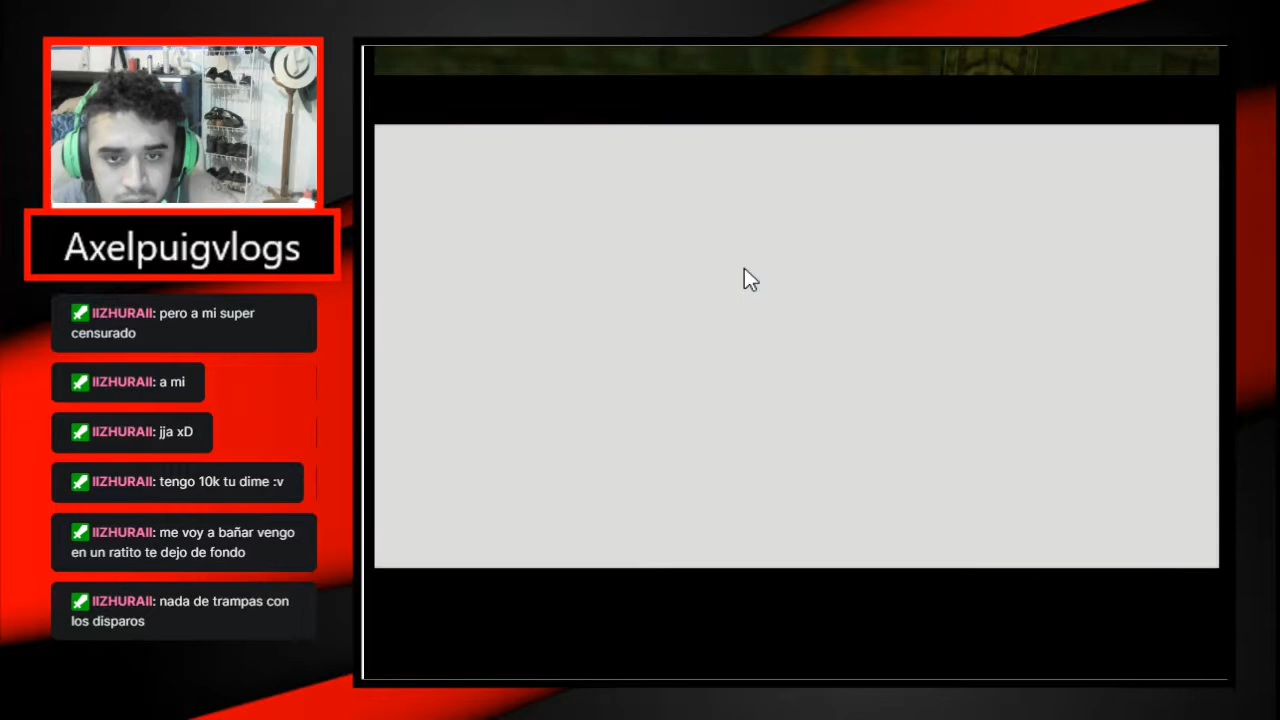 Axelpuigvlogs
IIZHURAII: pero a mi super
censurado
IIZHURAII: a mi
IIZHURAII: jja xD
IIZHURAII: tengo 10k tu dime :v
IIZHURAII: me voy a bañar vengo
en un ratito te dejo de fondo
IIZHURAII: nada de trampas con
los disparos